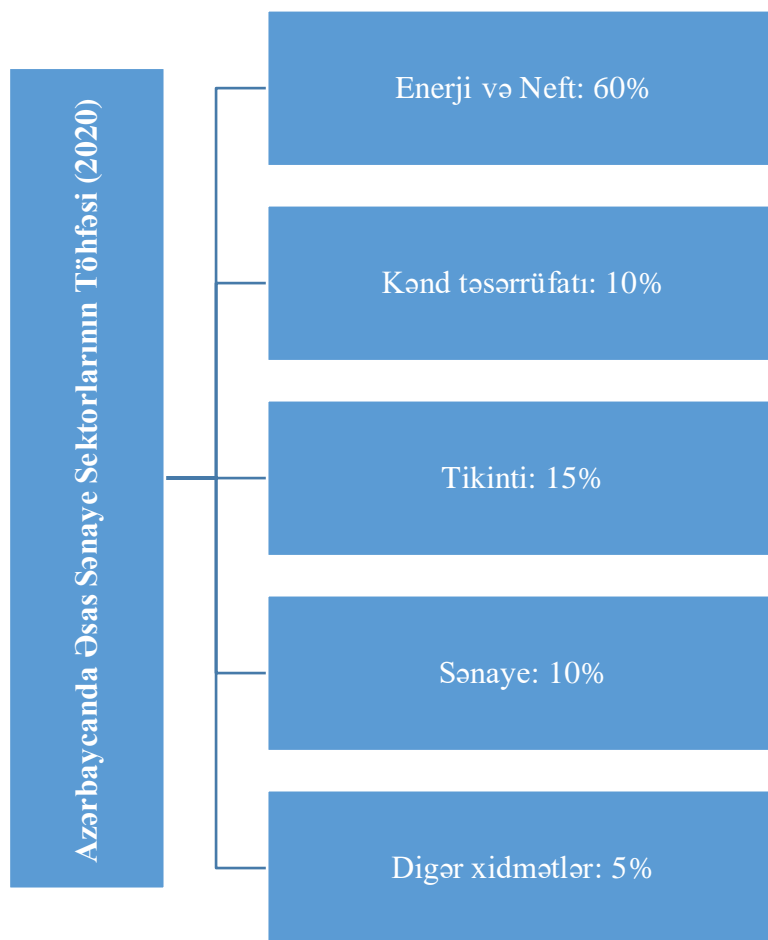 Azərbaycanda Əsas Sənaye Sektorlarının Töhfəsi (2020)
Enerji və Neft: 60%
Kənd təsərrüfatı: 10%
Tikinti: 15%
Sənaye: 10%
Digər xidmətlər: 5%